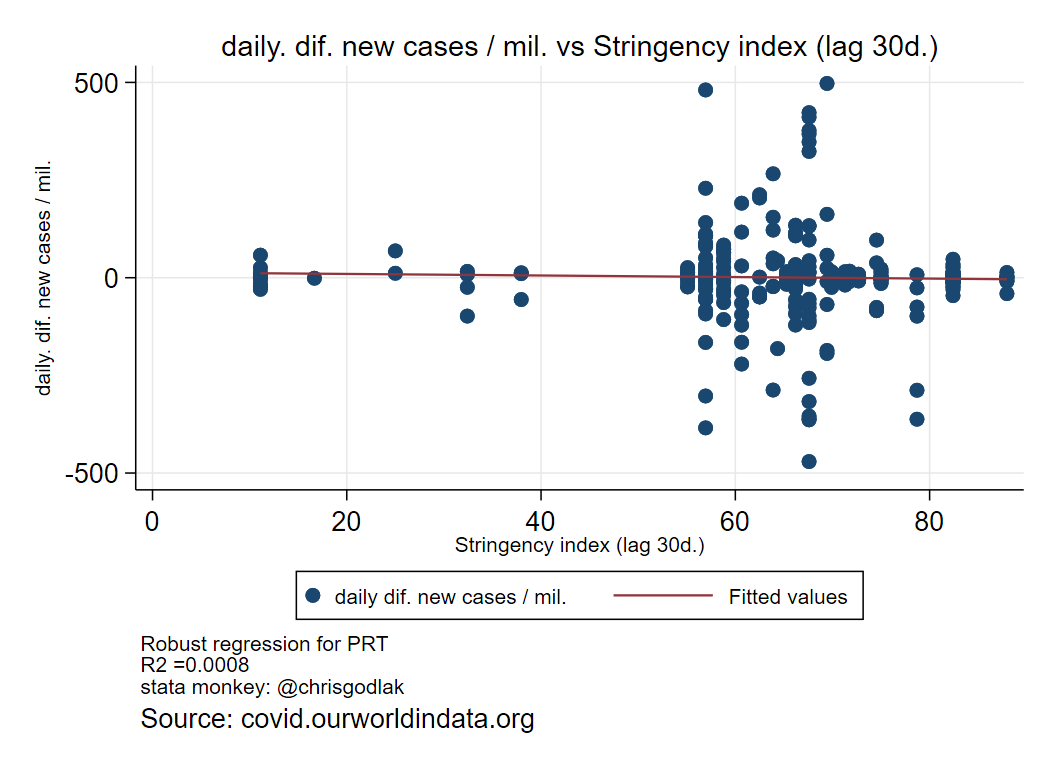 daily. dif. new cases / mil. vs Stringency index (lag 30d.)
daily. dif. new cases / mil.
500
0
-500
0 20 40 60 80
Stringency index (lag 30d.)
daily dif. new cases / mil. Fitted values
Robust regression for PRT
R2 =0.0008
stata monkey: @chrisgodlak
Source: covid.ourworldindata.org